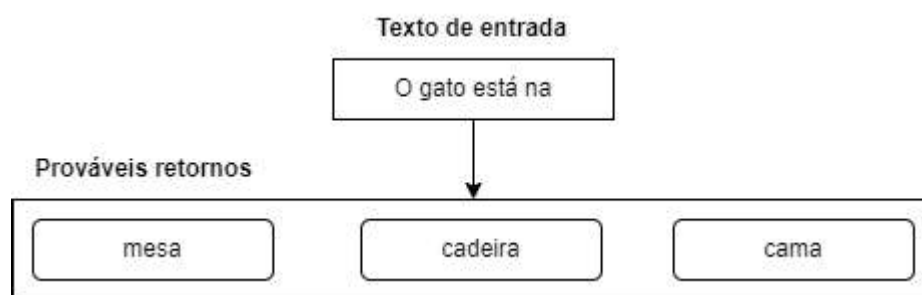 Texto de entrada
O gato está na
Prováveis retornos
mesa
cadeira
cama